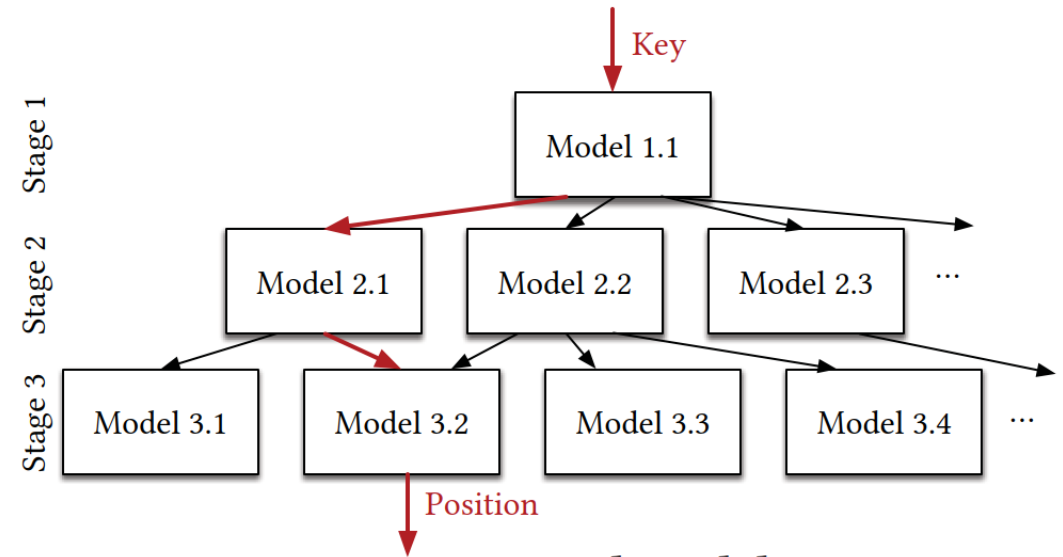 Key
Stage 1
Model 1.1
Stage 2
Model 2.1
Model 2.2
Model 2.3
...
Stage 3
Model 3.1
Model 3.2
Model 3.3
Model 3.4
...
Position